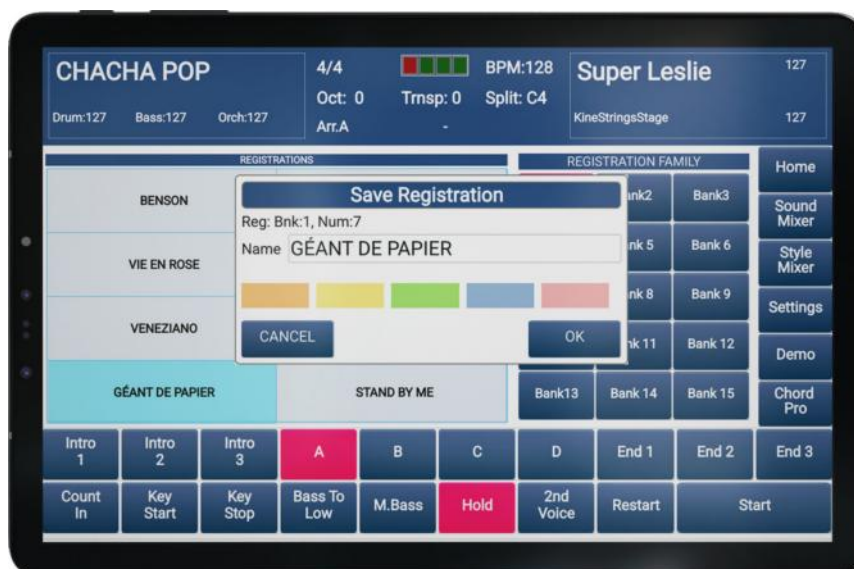 CHACHA POP
Drum:127 Bass:127 Orch:127
4/4 BPM:128
Oct: 0 Trnsp: 0 Split: C4
Arr.A -
Super Leslie 127
KineStringsStage 127
REGISTRATIONS
BENSON
VIE EN ROSE
VENEZIANO
GÉANT DE PAPIER STAND BY ME
Save Registration
Reg: Bnk:1, Num:7
Name GÉANT DE PAPIER
CANCEL OK
REGISTRATION FAMILY
Bank3
Bank 6
Bank 9
Bank 12
Bank13 Bank 14 Bank 15
Home
Sound
Mixer
Style
Mixer
Settings
Demo
Chord
Pro
Intro
1
Intro
2
Intro
3
A
B
C
D
End 1
End 2
End 3
Count
In
Key
Start
Key
Stop
Bass To
Low
M.Bass
Hold
2nd
Voice
Restart
Start